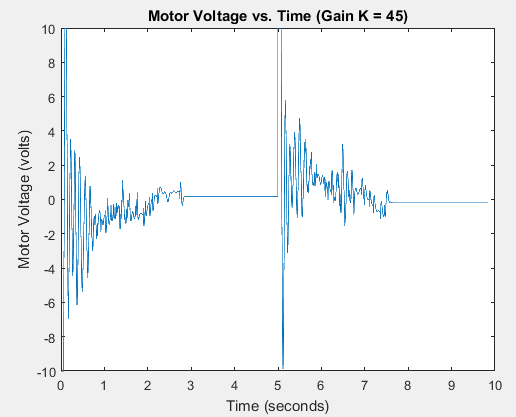 Motor Voltage vs. Time (Gain K = 45)
Motor Voltage (volts)
10
8
6
4
2
0
-2
-4
-6
-8
-10
0 1 2 3 4 5 6 7 8 9 10
Time (seconds)